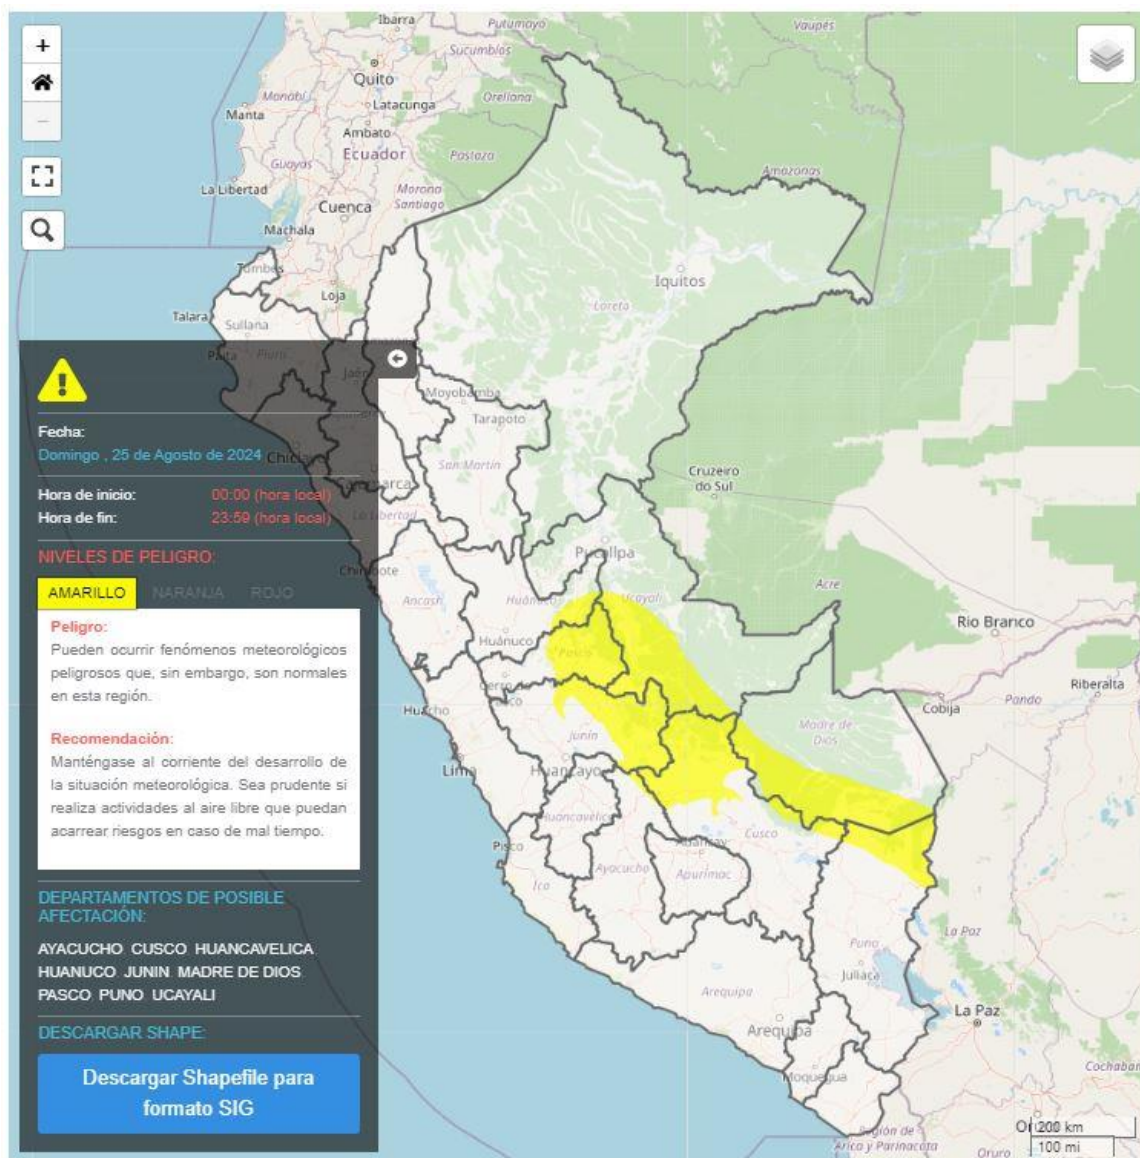 Ibarra
Putumayo
Vaupés
Sucumbíos
Quito
Manabí
Latacunga
Orellana
Manta
Ambato
Ecuador
Pastaza
Guayas
Amazonas
La Libertad
Morona
Santiago
Cuenca
Machala
Tumbes
Loja
Iquitos
Loreto
Talara
Sullana
Piura
Paita
Jaén
Moyobamba
Tarapoto
San Martín
Cruzeiro
do Sul
Fecha:
Domingo , 25 de Agosto de 2024
Hora de inicio: 00:00 (hora local)
Hora de fin: 23:59 (hora local)
La Libertad
NIVELES DE PELIGRO:
AMARILLO NARANJA ROJO
Peligro:
Pueden ocurrir fenómenos meteorológicos
peligrosos que, sin embargo, son normales
en esta región.
Recomendación:
Manténgase al corriente del desarrollo de
la situación meteorológica. Sea prudente si
realiza actividades al aire libre que puedan
acarrear riesgos en caso de mal tiempo.
DEPARTAMENTOS DE POSIBLE
AFECTACIÓN:
AYACUCHO CUSCO HUANCAVELICA
HUANUCO JUNIN MADRE DE DIOS
PASCO PUNO UCAYALI
DESCARGAR SHAPE:
Descargar Shapefile para
formato SIG
Pucallpa
Acre
Ancash
Huánuco
Ucayali
Rio Branco
Huánuco
Pasco
Riberalta
Pando
Cobija
Huacho
Madre de
Dios
Junín
Lima
Huancayo
Huancavelica
Cusco
Pisco
Abancay
Ayacucho
Apurímac
Ica
La Paz
Puno
Juliaca
Arequipa
La Paz
Arequipa
Moquegua
200 km
100 mi
Región de
Arica y Parinacota
Oruro